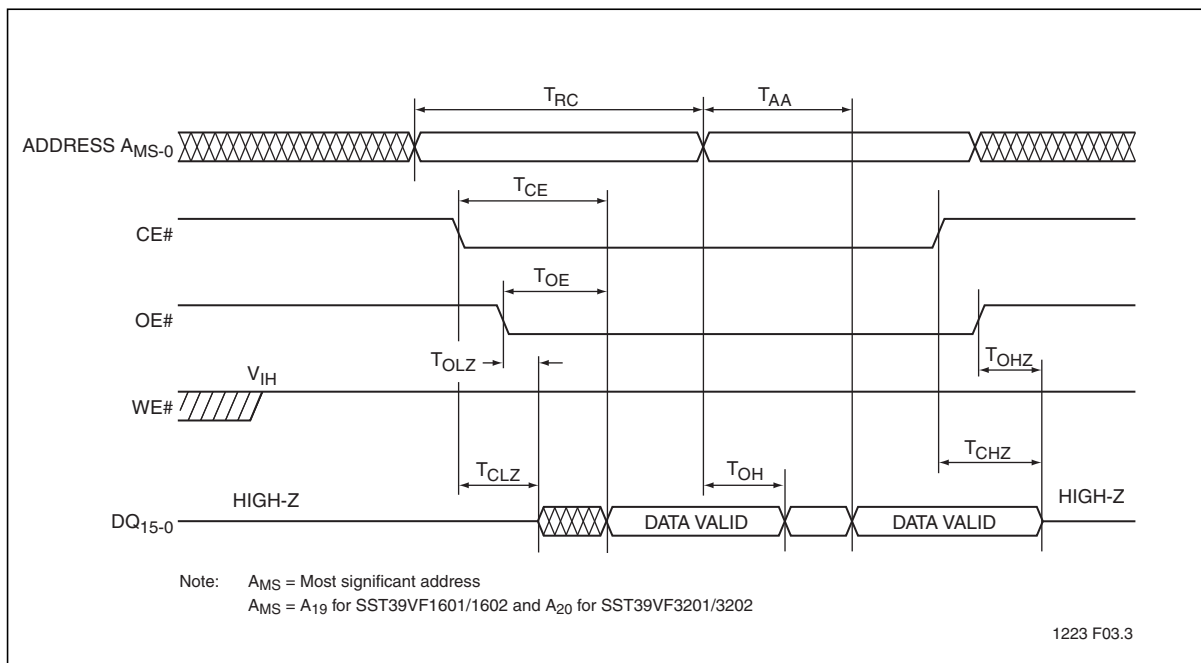 TRC TAA
ADDRESS AMS-0
TCE
CE#
TOE
OE#
TOLZ TOHZ
VIH
WE#
TCLZ TOH TCHZ
HIGH-Z HIGH-Z
DQ15-0 DATA VALID DATA VALID
Note: AMS = Most significant address
AMS = A19 for SST39VF1601/1602 and A20 for SST39VF3201/3202
1223 F03.3